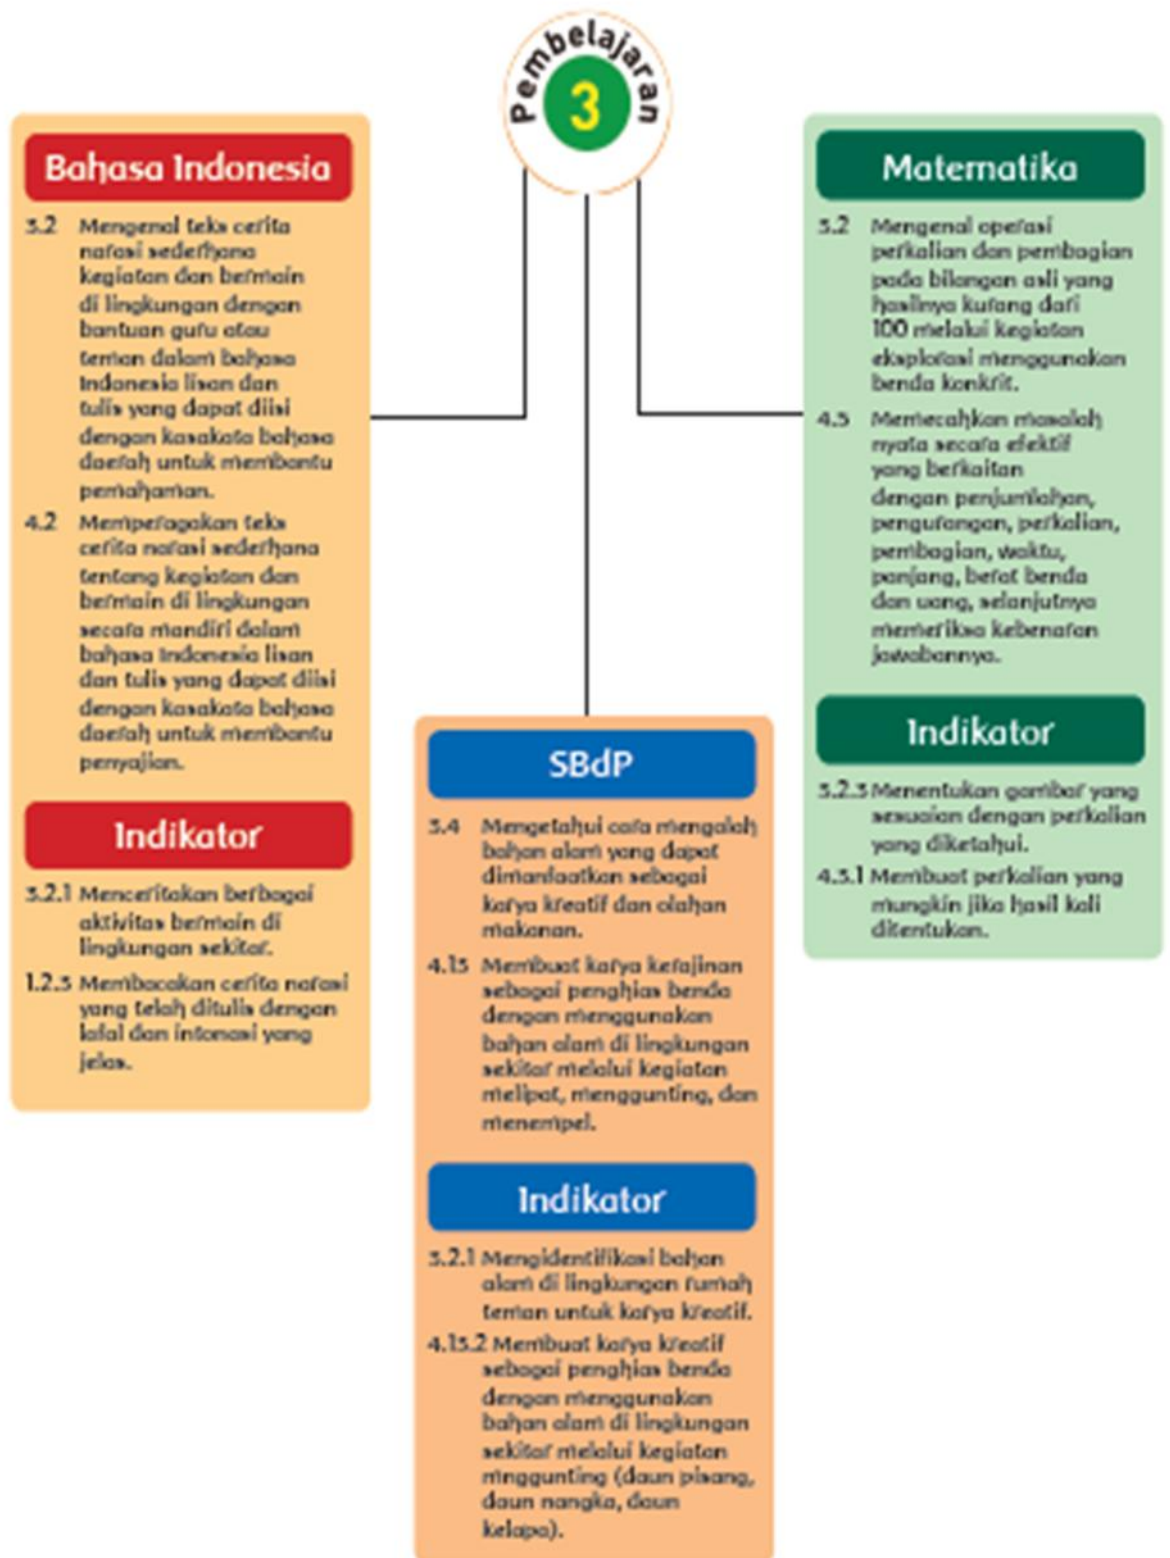 Pembelajaran
3
Bahasa Indonesia
3.2 Mengenal teks cerita
narasi sederhana
kegiatan dan bermain
di lingkungan dengan
bantuan guru atau
teman dalam bahasa
Indonesia lisan dan
tulis yang dapat diisi
dengan kosakata bahasa
daerah untuk membantu
pemahaman.
4.2 Memperagakan teks
cerita narasi sederhana
tentang kegiatan dan
bermain di lingkungan
secara mandiri dalam
bahasa Indonesia lisan
dan tulis yang dapat diisi
dengan kosakata bahasa
daerah untuk membantu
penyajian.
Indikator
3.2.1 Menceritakan berbagai
aktivitas bermain di
lingkungan sekitar.
1.2.3 Membacakan cerita narasi
yang telah ditulis dengan
lafal dan intonasi yang
jelas.
SBdP
3.4 Mengetahui cara mengolah
bahan alam yang dapat
dimanfaatkan sebagai
karya kreatif dan olahan
makanan.
4.13 Membuat karya kerajinan
sebagai penghias benda
dengan menggunakan
bahan alam di lingkungan
sekitar melalui kegiatan
melipat, menggunting, dan
menempel.
Indikator
3.2.1 Mengidentifikasi bahan
alam di lingkungan rumah
teman untuk karya kreatif.
4.13.2 Membuat karya kreatif
sebagai penghias benda
dengan menggunakan
bahan alam di lingkungan
sekitar melalui kegiatan
mnggunting (daun pisang,
daun nangka, daun
kelapa).
Matematika
3.2 Mengenal operasi
perkalian dan pembagian
pada bilangan asli yang
hasilnya kurang dari
100 melalui kegiatan
eksplorasi menggunakan
benda konkrit.
4.3 Memecahkan masalah
nyata secara efektif
yang berkaitan
dengan penjumlahan,
pengurangan, perkalian,
pembagian, waktu,
panjang, berat benda
dan uang, selanjutnya
memeriksa kebenaran
jawabannya.
Indikator
3.2.3 Menentukan gambar yang
sesuaian dengan perkalian
yang diketahui.
4.3.1 Membuat perkalian yang
mungkin jika hasil kali
ditentukan.